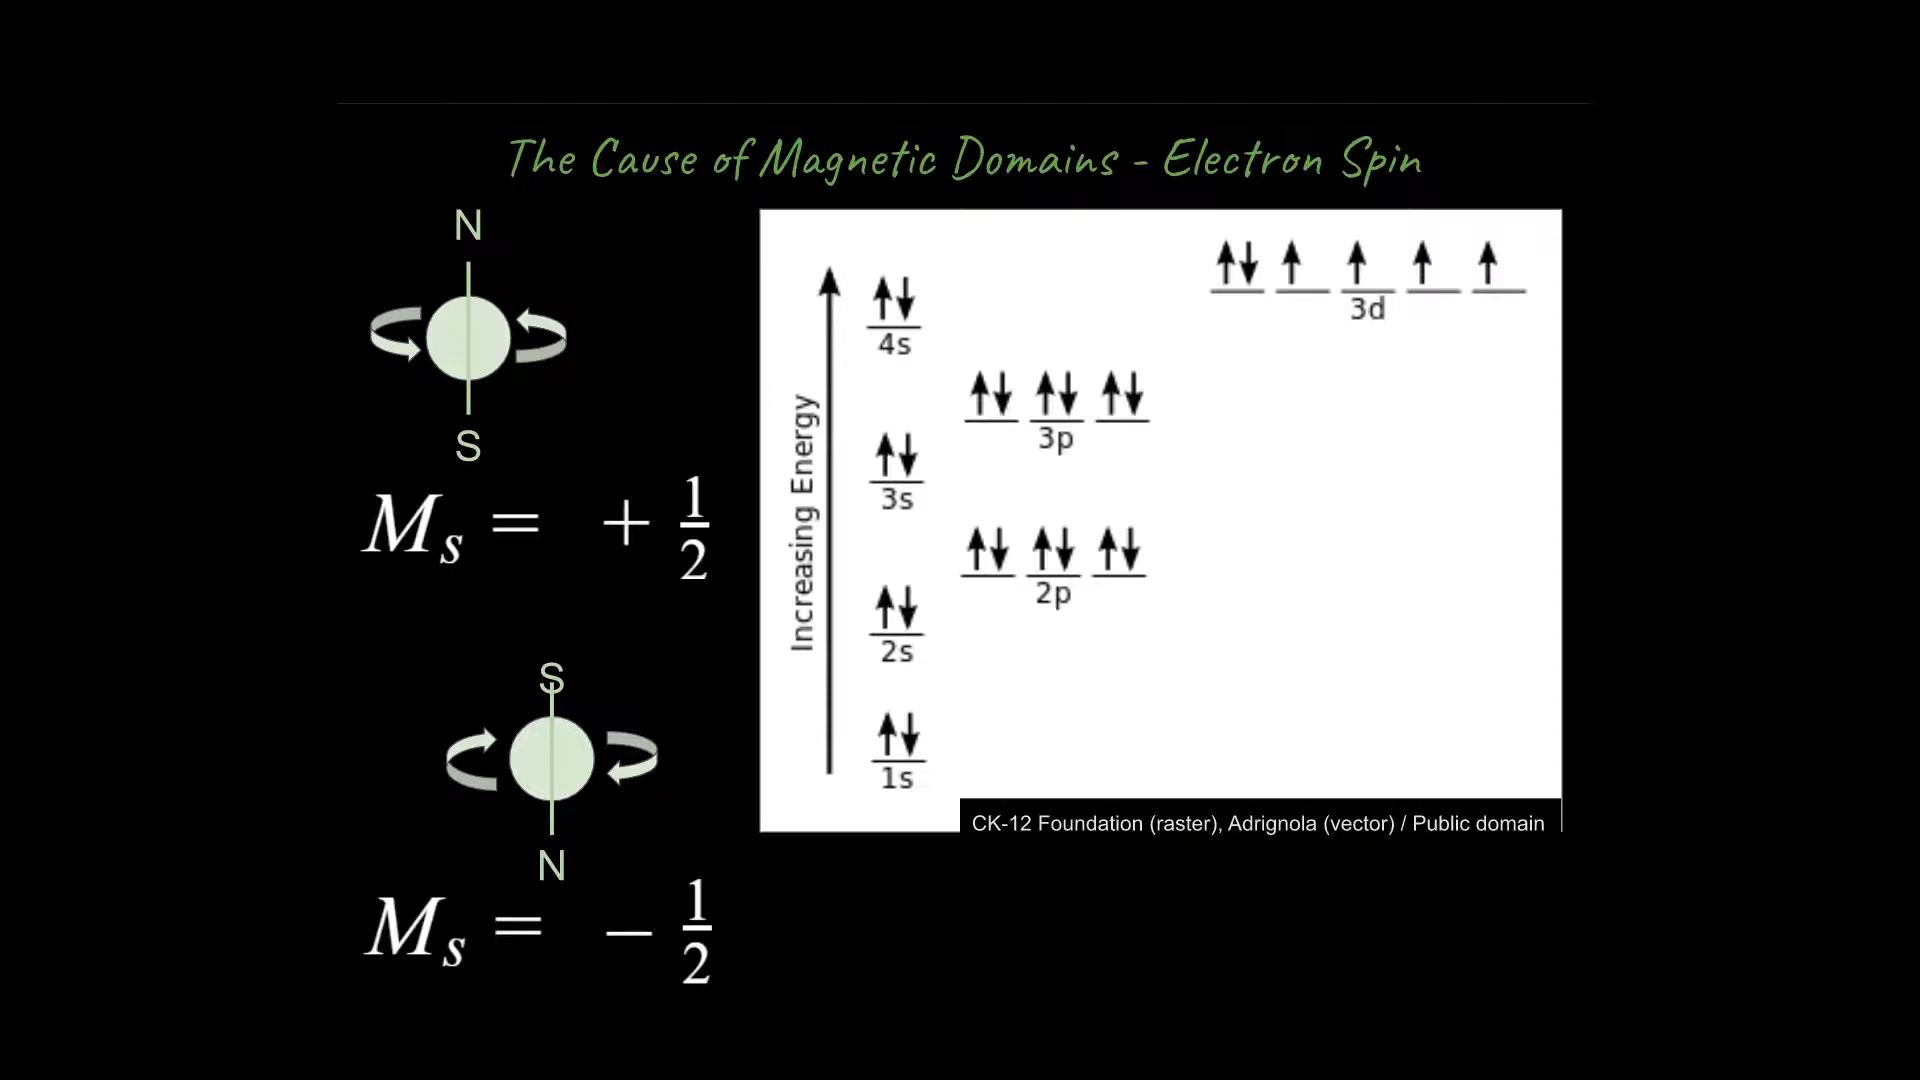 The Cause of Magnetic Domains - Electron Spin
N
S
Ms = + 1/2
S
N
Ms = - 1/2
Increasing Energy
3d
4s
3p
3s
2p
2s
1s
CK-12 Foundation (raster), Adrignola (vector) / Public domain